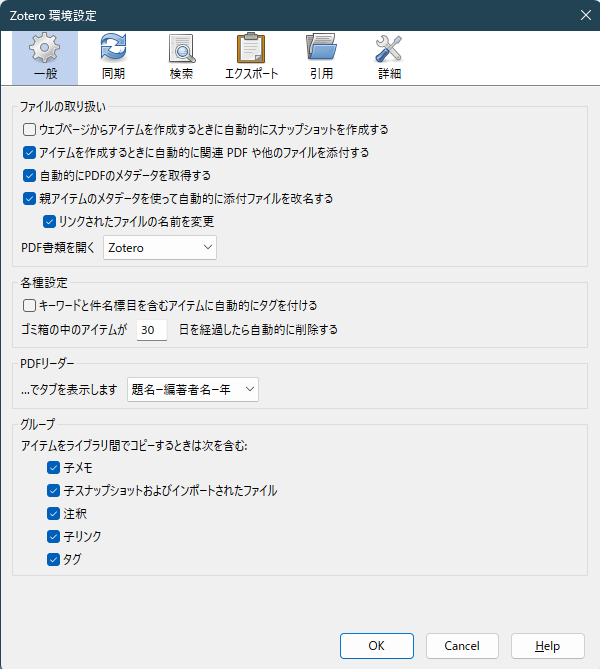 Zotero 環境設定
一般 同期 検索 エクスポート 引用 詳細
ファイルの取り扱い
ウェブページからアイテムを作成するときに自動的にスナップショットを作成する
アイテムを作成するときに自動的に関連 PDF や他のファイルを添付する
自動的にPDFのメタデータを取得する
親アイテムのメタデータを使って自動的に添付ファイルを改名する
リンクされたファイルの名前を変更
PDF書類を開く Zotero
各種設定
キーワードと件名標目を含むアイテムに自動的にタグを付ける
ゴミ箱の中のアイテムが 30 日を経過したら自動的に削除する
PDFリーダー
...でタブを表示します 題名–編著者名–年
グループ
アイテムをライブラリ間でコピーするときは次を含む:
子メモ
子スナップショットおよびインポートされたファイル
注釈
子リンク
タグ
OK Cancel Help